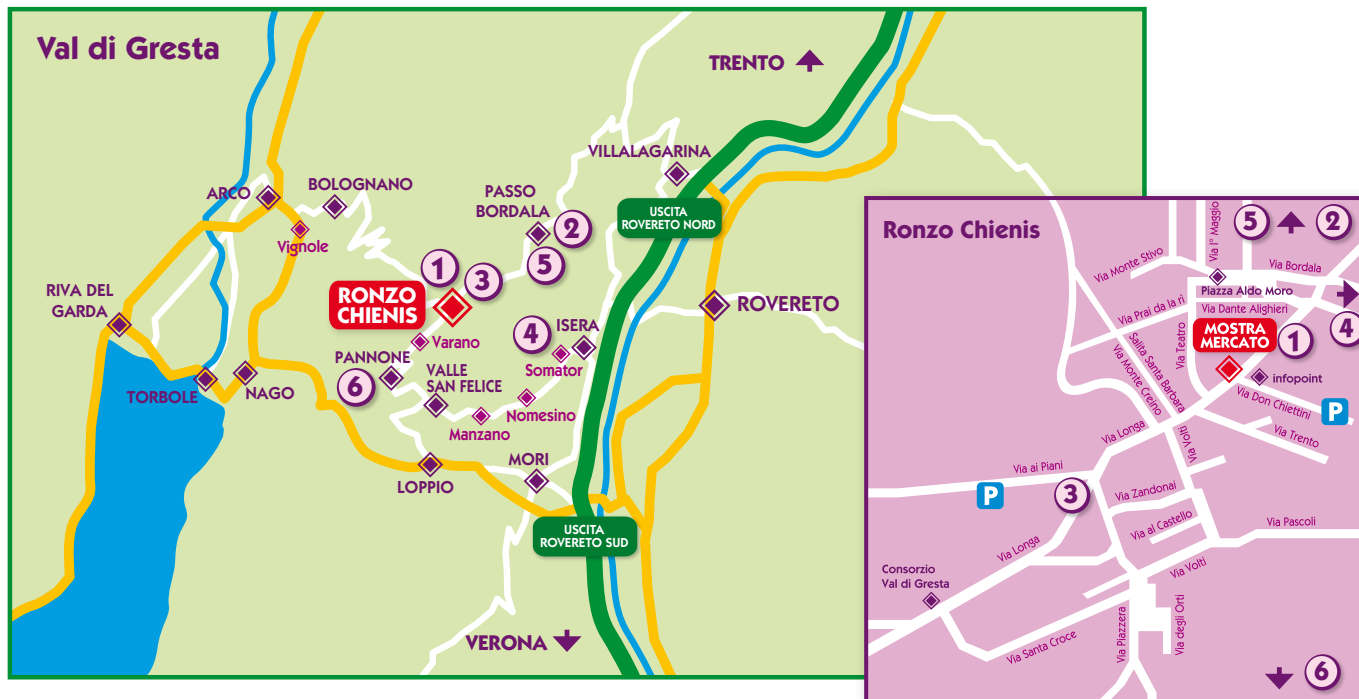 Val di Gresta
TRENTO
VILLALAGARINA
ARCO
BOLOGNANO
PASSO
BORDALA
2
USCITA
ROVERETO NORD
Vignole
5
1
3
RIVA DEL
GARDA
RONZO
CHIENIS
ROVERETO
4
ISERA
Varano
Somator
PANNONE
6
VALLE
SAN FELICE
TORBOLE
NAGO
Nomesino
Manzano
MORI
LOPPIO
USCITA
ROVERETO SUD
VERONA
Ronzo Chienis
5
2
Via I° Maggio
Via Monte Stivo
Via Bordala
Piazza Aldo Moro
Via Prai da la ri
Via Dante Alighieri
4
MOSTRA
MERCATO
1
Via Teatro
Salita Santa Barbara
Via Monte Creino
infopoint
Via Don Chiettini
P
Via Trento
Via Longa
Via Volti
Via ai Piani
P
3
Via Zandonai
Via al Castello
Via Pascoli
Via Longa
Via Volti
Consorzio
Val di Gresta
Via degli Orti
Via Piazzera
Via Santa Croce
6